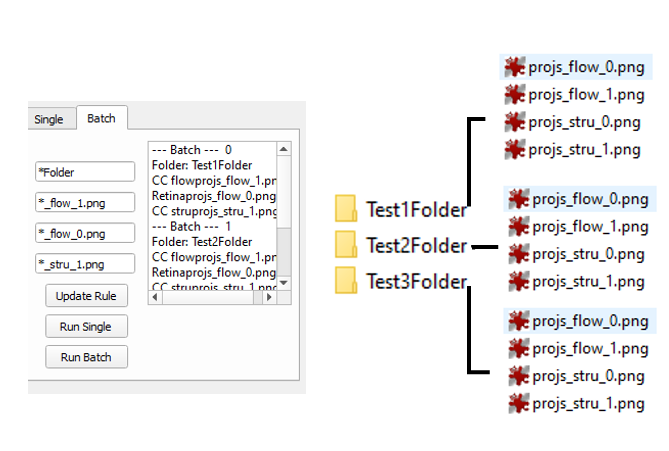 Single
Batch
*Folder
*_flow_1.png
*_flow_0.png
*_stru_1.png
Update Rule
Run Single
Run Batch
--- Batch --- 0
Folder: Test1Folder
CC flowprojs_flow_1.pn
Retinaprojs_flow_0.png
CC struprojs_stru_1.png
--- Batch --- 1
Folder: Test2Folder
CC flowprojs_flow_1.pn
Retinaprojs_flow_0.png
CC struprojs_stru_1.png
Test1Folder
Test2Folder
Test3Folder
projs_flow_0.png
projs_flow_1.png
projs_stru_0.png
projs_stru_1.png
projs_flow_0.png
projs_flow_1.png
projs_stru_0.png
projs_stru_1.png
projs_flow_0.png
projs_flow_1.png
projs_stru_0.png
projs_stru_1.png